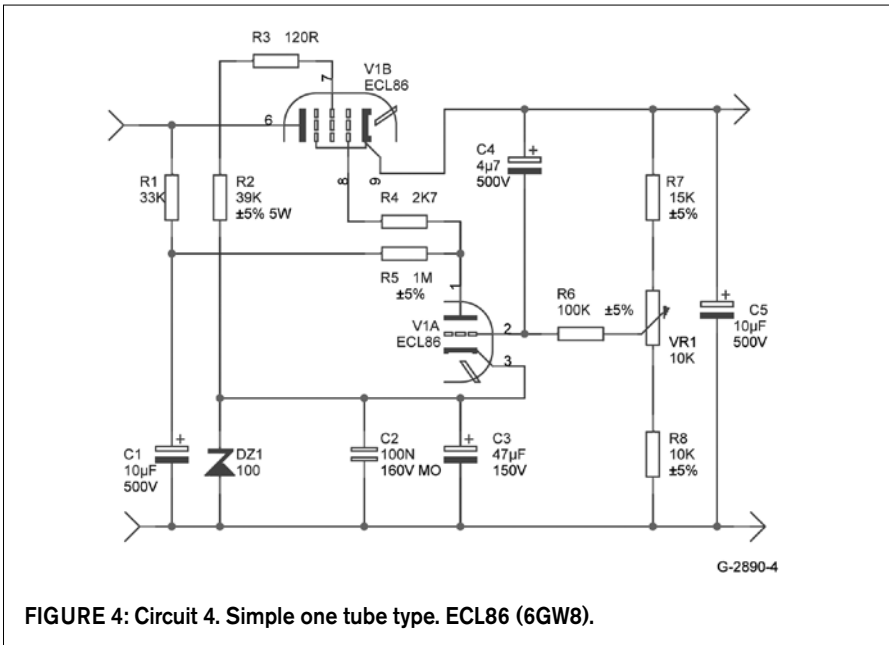 R3 120R
7
V1B
ECL86
6
8
9
R1
33K
R2
39K
±5% 5W
R4 2K7
C4
4µ7
500V
+
R7
15K
±5%
R5 1M
±5%
1
V1A
ECL86
2
3
R6
100K ±5%
VR1
10K
+
C5
10µF
500V
C1
10µF
500V
+
DZ1
100
C2
100N
160V MO
+
C3
47µF
150V
R8
10K
±5%
G-2890-4
FIGURE 4: Circuit 4. Simple one tube type. ECL86 (6GW8).